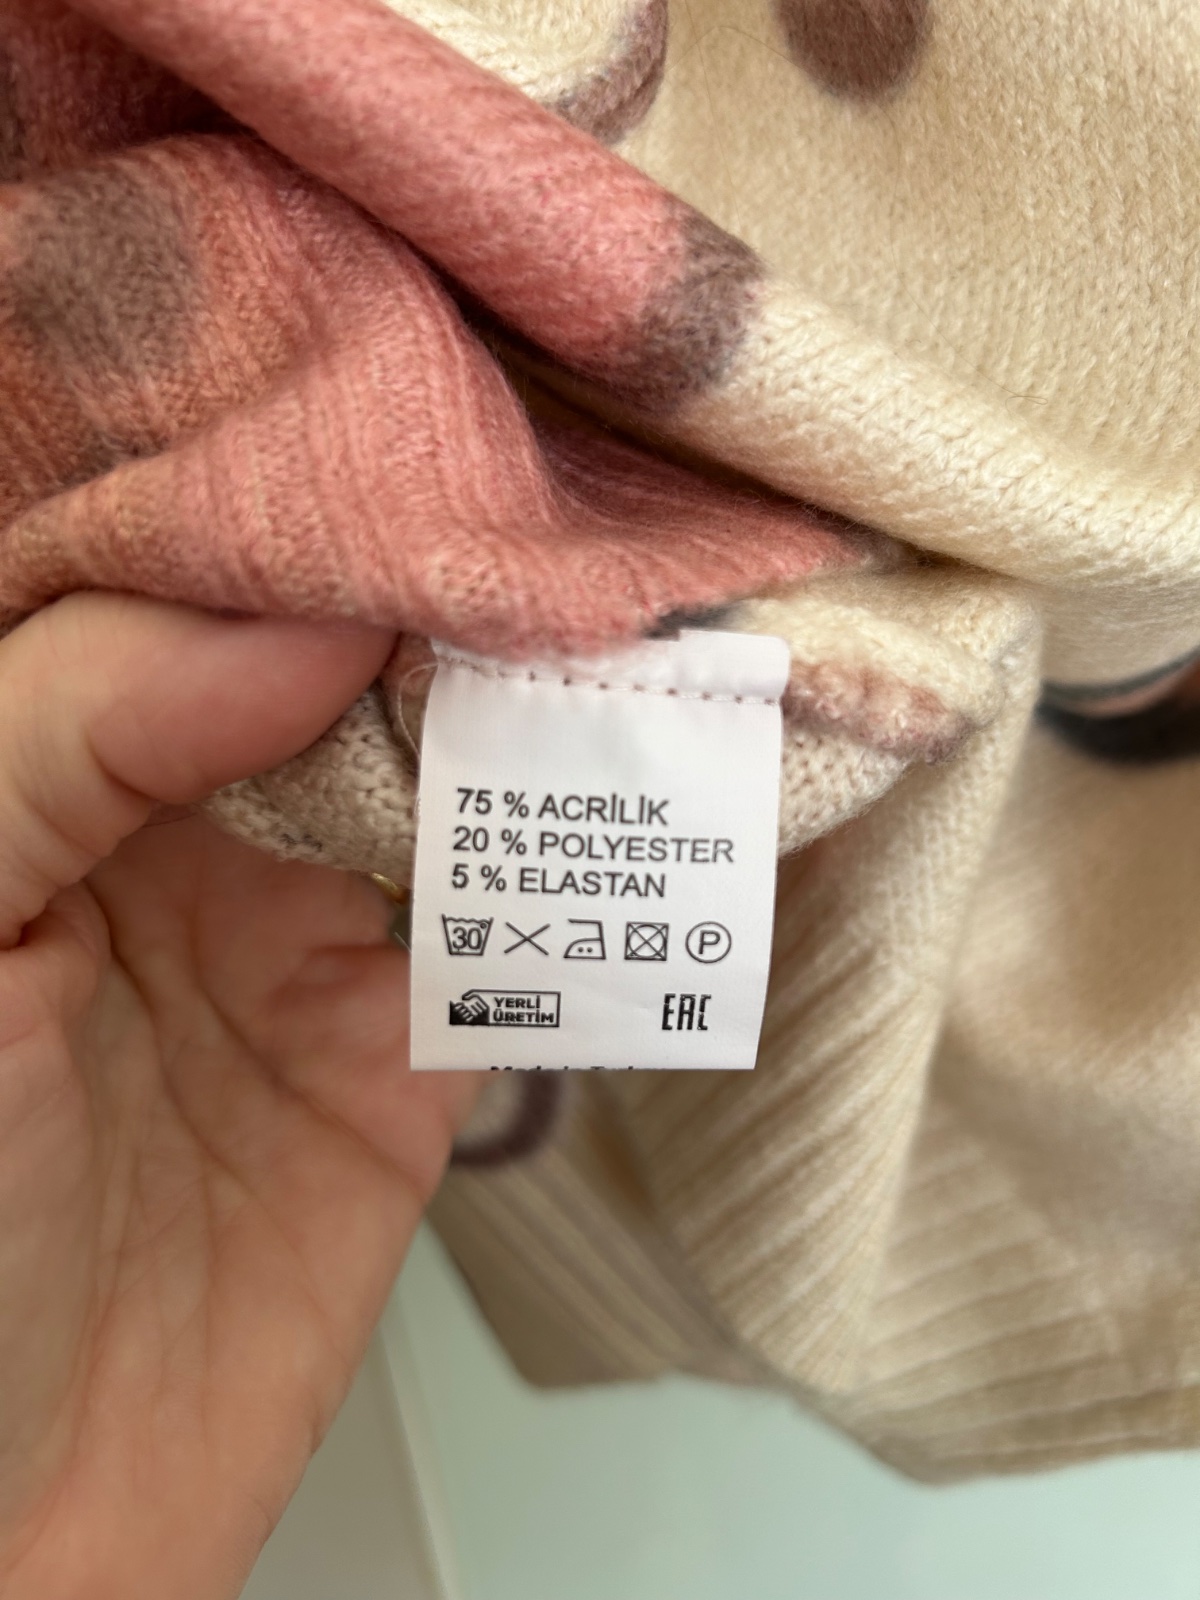 75 % ACRİLİK
20 % POLYESTER
5 % ELASTAN
30 P
YERLİ
ÜRETİM
EAC